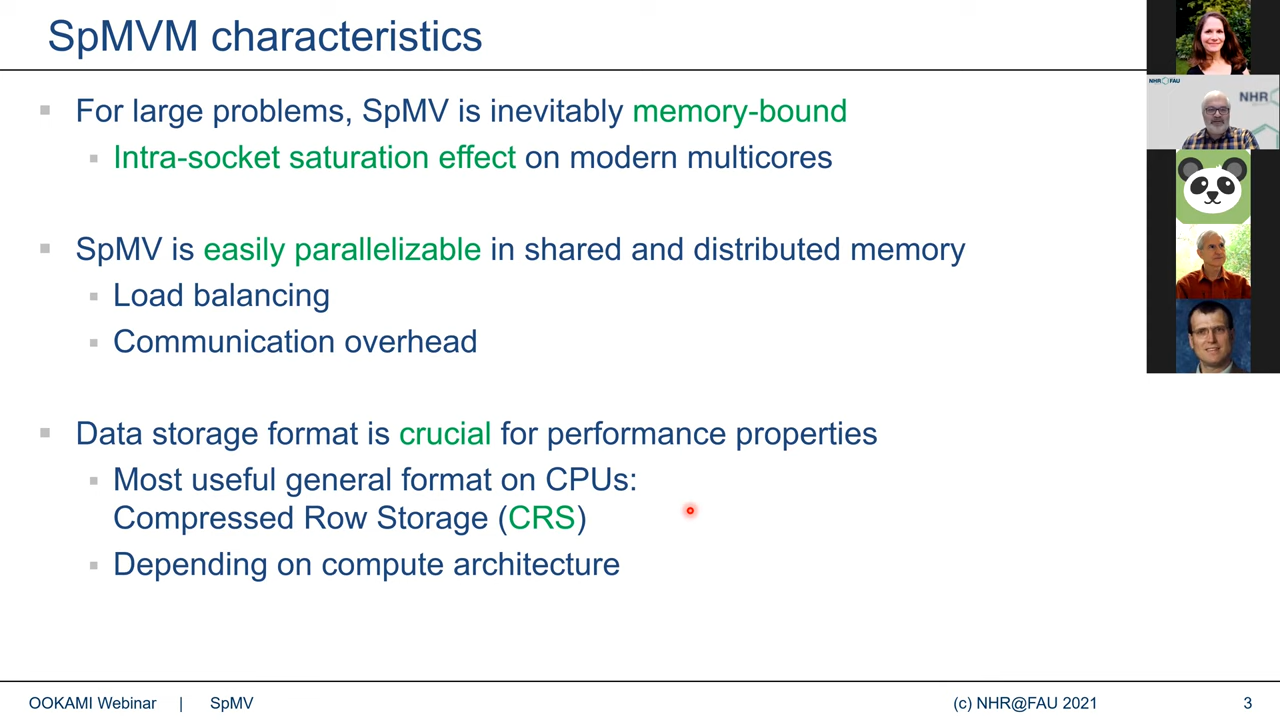 SpMVM characteristics
For large problems, SpMV is inevitably memory-bound
Intra-socket saturation effect on modern multicores
SpMV is easily parallelizable in shared and distributed memory
Load balancing
Communication overhead
Data storage format is crucial for performance properties
Most useful general format on CPUs:
Compressed Row Storage (CRS)
Depending on compute architecture
NHR FAU
NHR
OOKAMI Webinar | SpMV
(c) NHR@FAU 2021
3